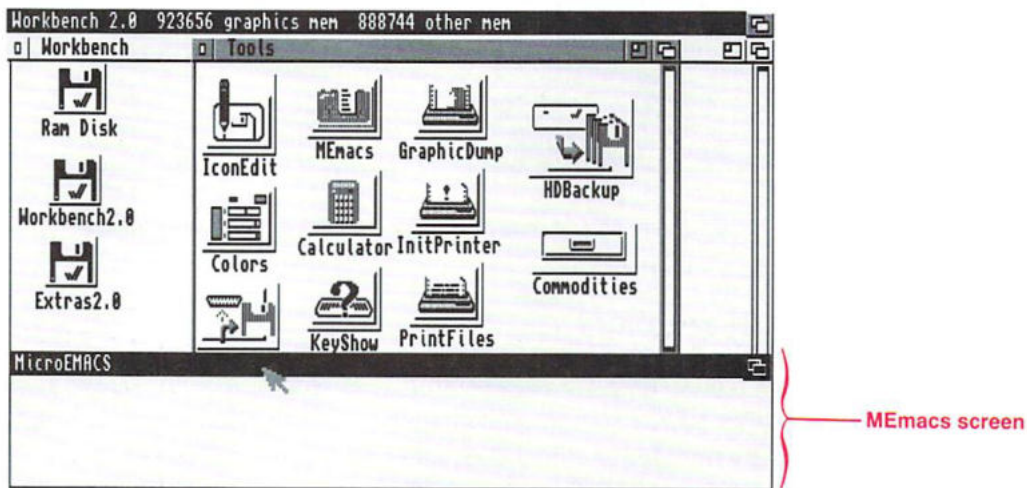 Workbench 2.0 923656 graphics mem 888744 other mem
Workbench
Tools
Ram Disk
Workbench2.0
Extras2.0
IconEdit
MEmacs
GraphicDump
HDBackup
Colors
Calculator
InitPrinter
Commodities
KeyShow
PrintFiles
MicroEMACS
MEmacs screen